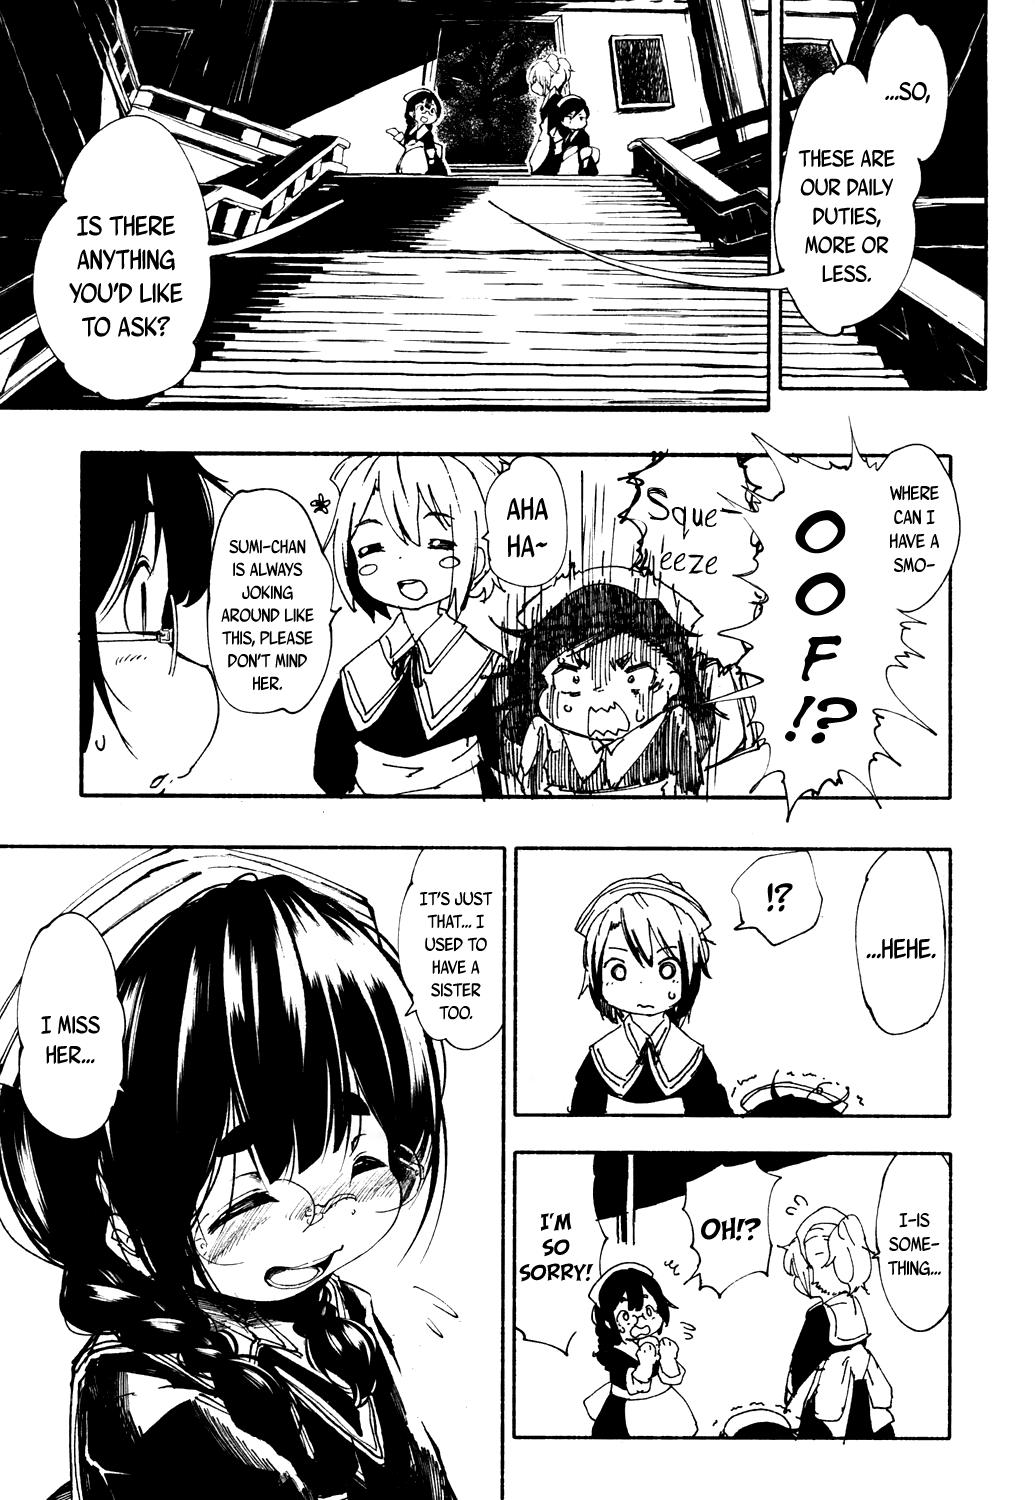 ...SO,
THESE ARE
OUR DAILY
DUTIES,
MORE OR
LESS.
IS THERE
ANYTHING
YOU'D LIKE
TO ASK?
WHERE
CAN I
HAVE A
SMO-
OOF!?
Sque-
eeze
AHA
HA~
SUMI-CHAN
IS ALWAYS
JOKING
AROUND LIKE
THIS, PLEASE
DON'T MIND
HER.
...HEHE.
!?
I-IS
SOME-
THING...
OH!?
I'M
SO
SORRY!
IT'S JUST
THAT... I
USED TO
HAVE A
SISTER
TOO.
I MISS
HER...